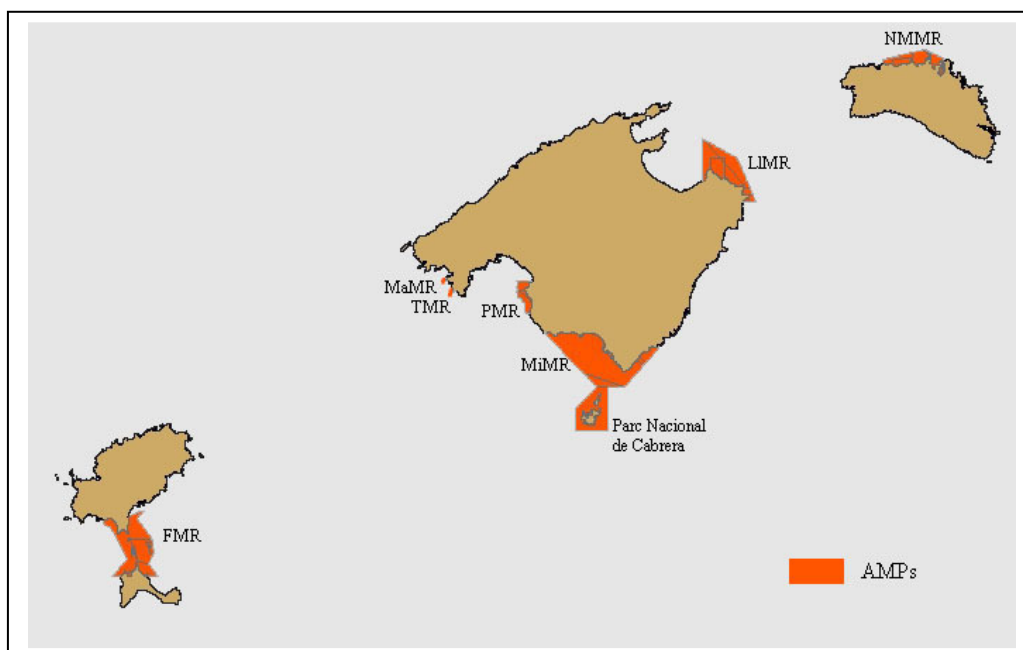 NMMR
LlMR
MaMR
TMR
PMR
MiMR
Parc Nacional
de Cabrera
FMR
AMPs